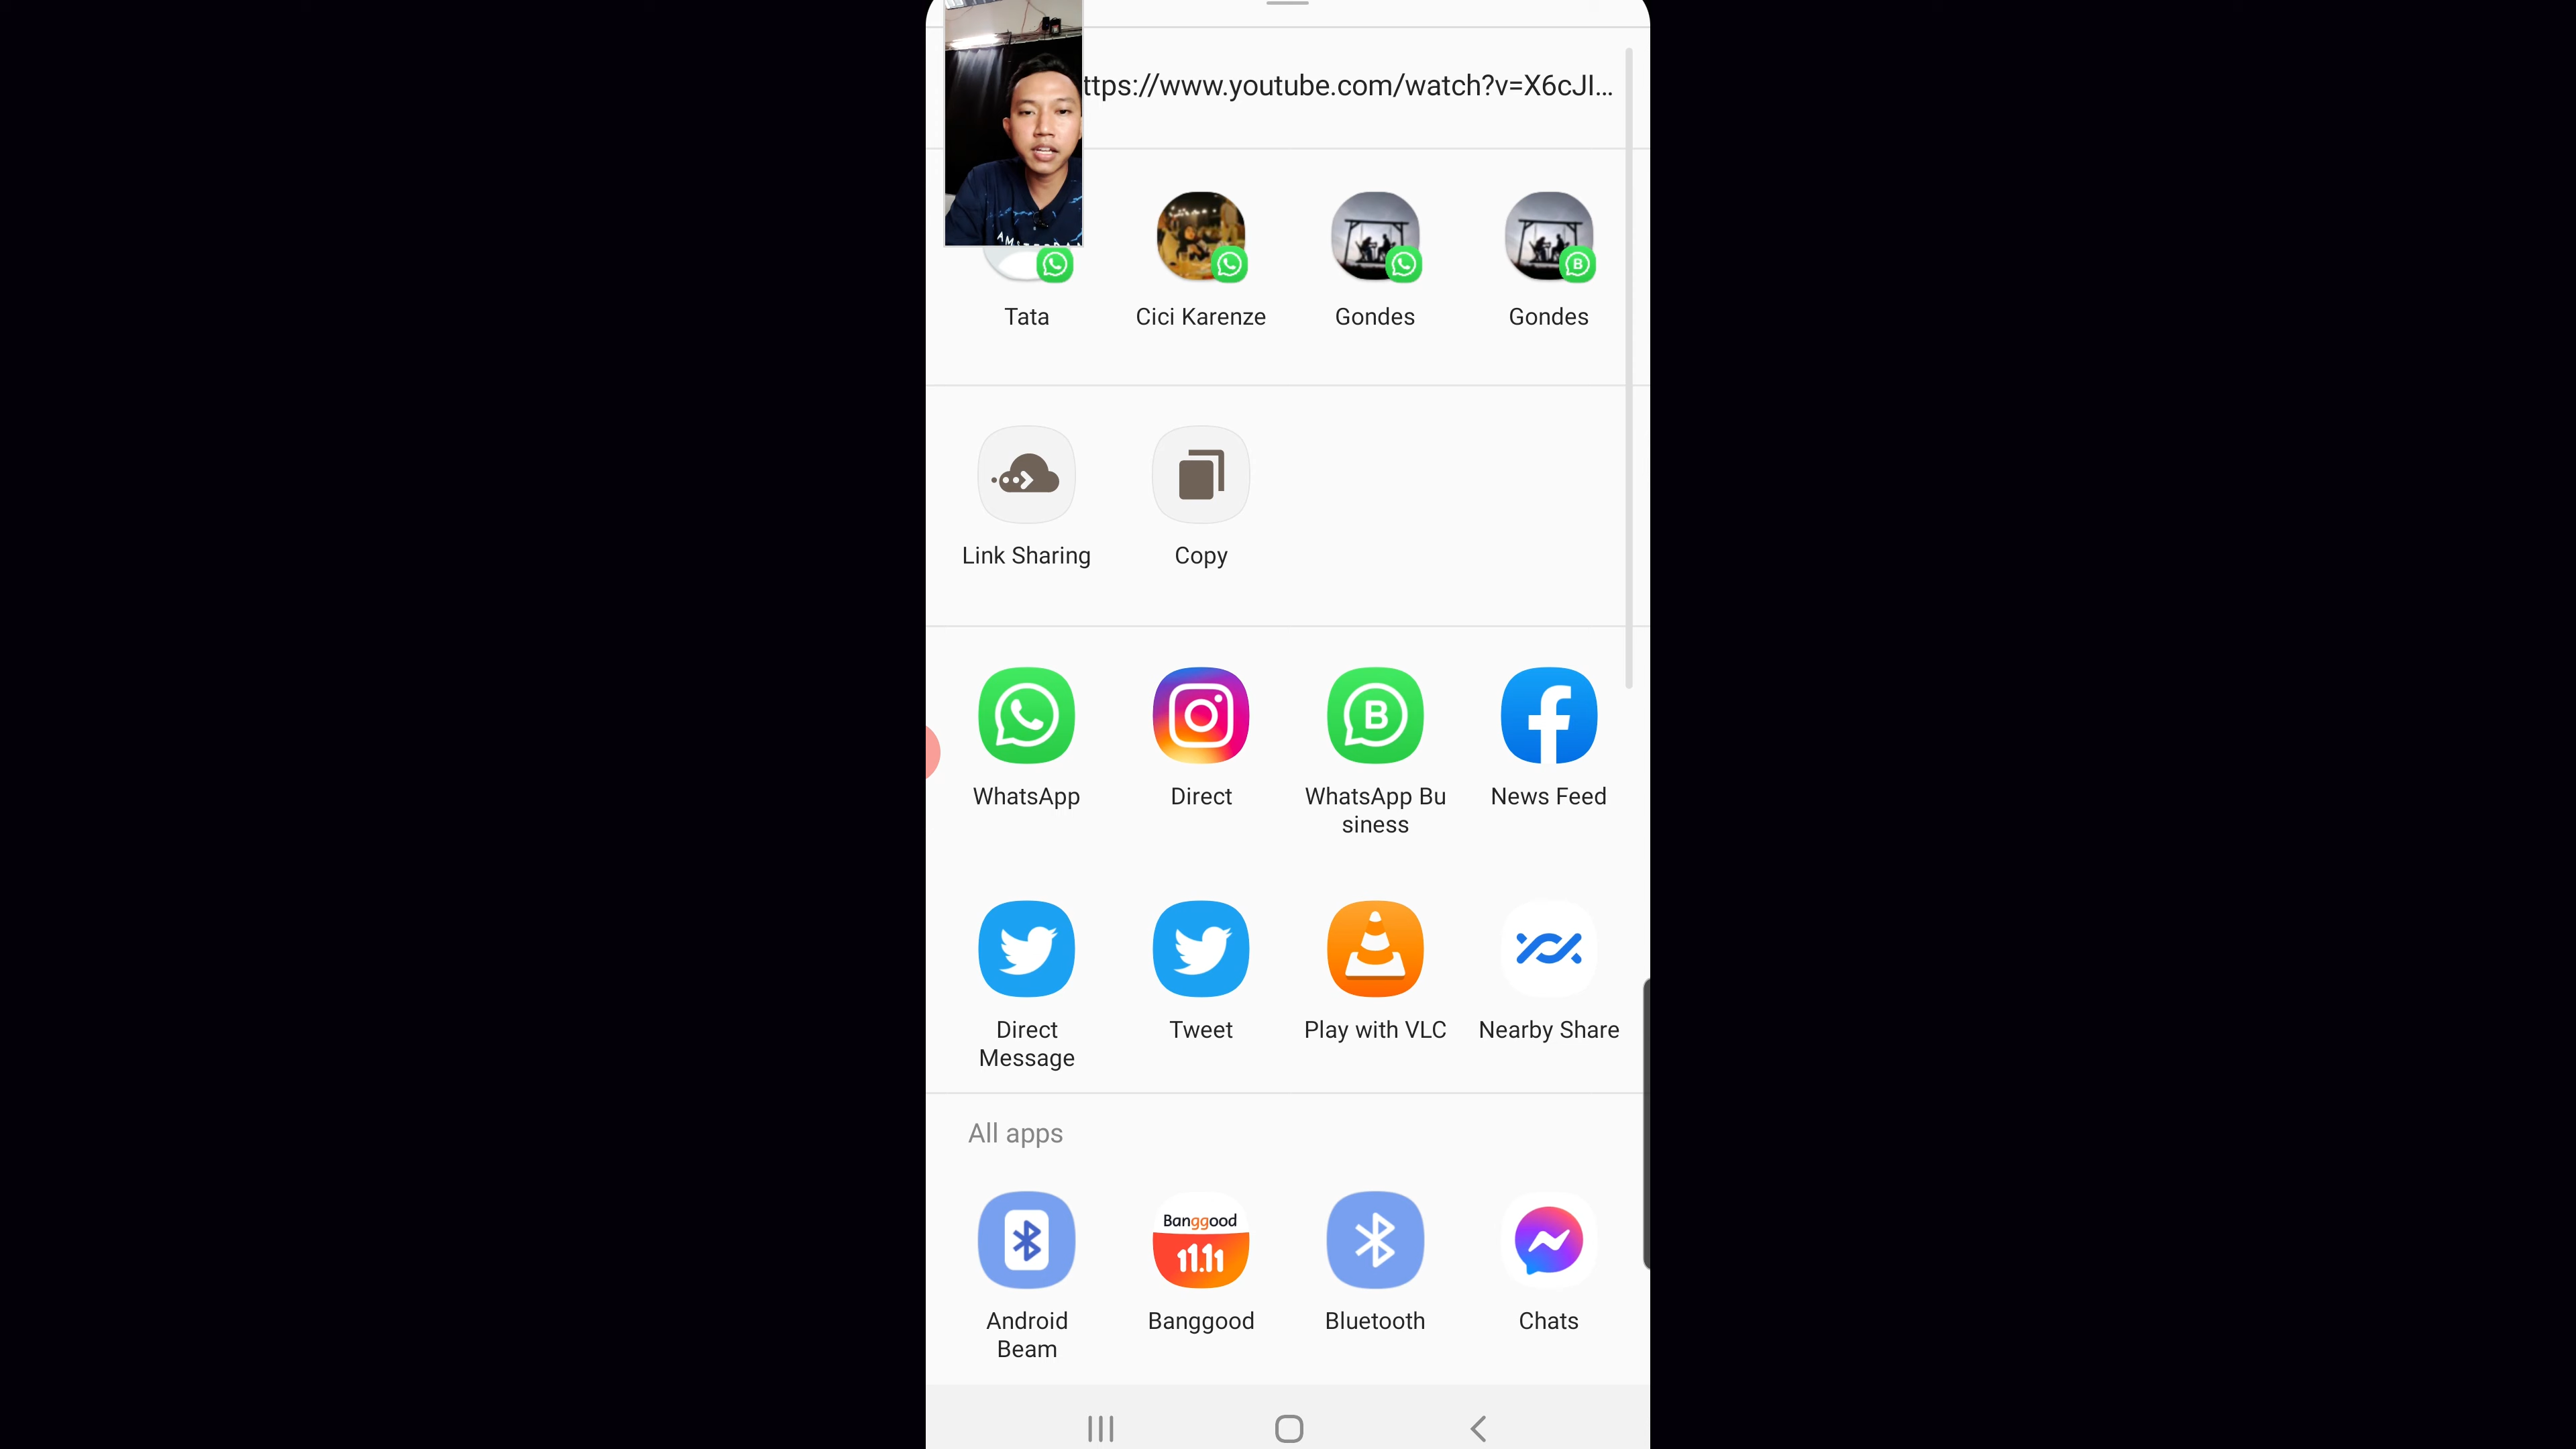 ttps://www.youtube.com/watch?v=X6cJI...
Tata
Cici Karenze
Gondes
Gondes
Link Sharing
Copy
WhatsApp
Direct
WhatsApp Bu
siness
News Feed
Direct
Message
Tweet
Play with VLC
Nearby Share
All apps
Banggood
11.11
Android
Beam
Banggood
Bluetooth
Chats